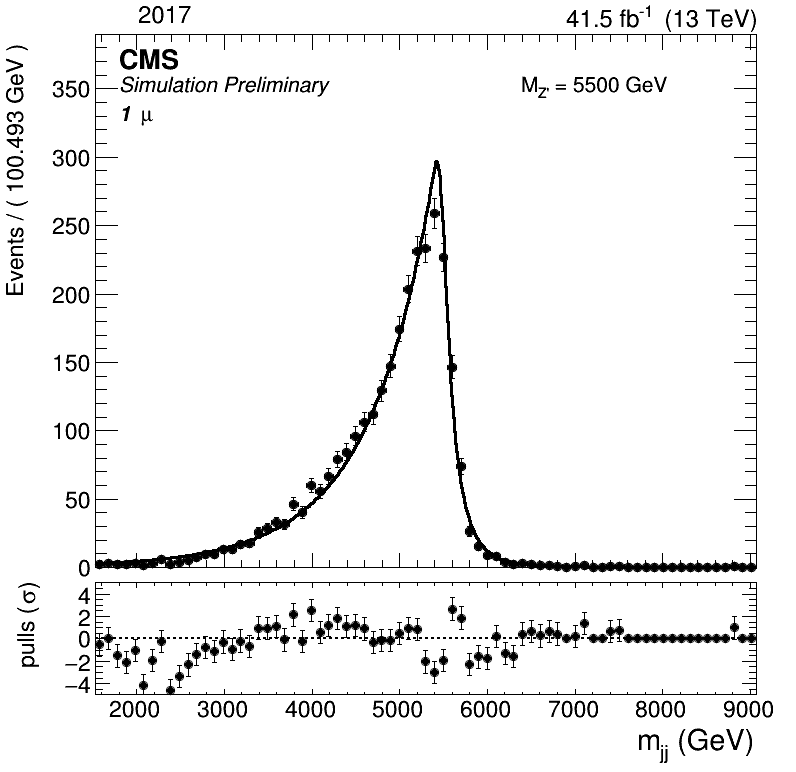 2017
41.5 fb⁻¹ (13 TeV)
CMS
Simulation Preliminary
M_Z' = 5500 GeV
1 μ
Events / ( 100.493 GeV )
350
300
250
200
150
100
50
0
pulls (σ)
4
2
0
−2
−4
2000 3000 4000 5000 6000 7000 8000 9000
m_jj (GeV)